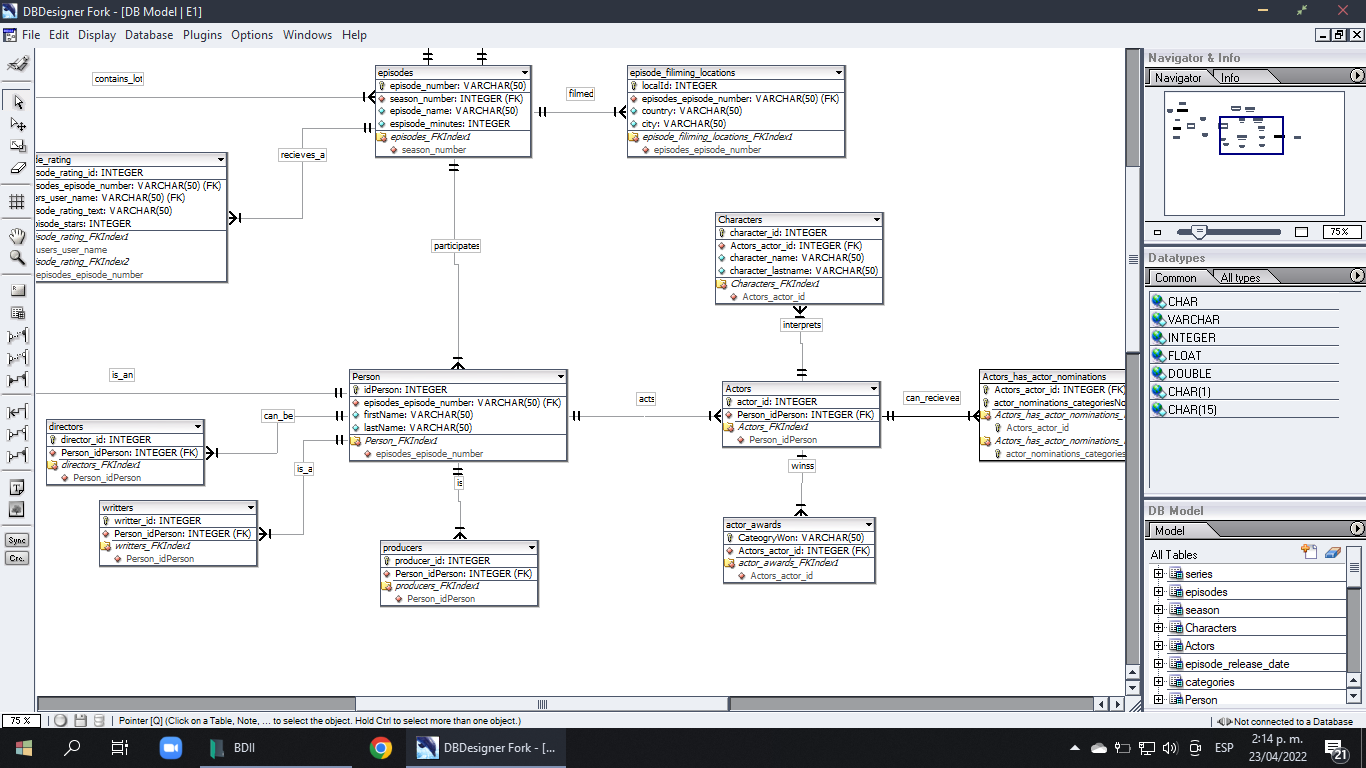 DBDesigner Fork - [DB Model | E1]
File Edit Display Database Plugins Options Windows Help
contains_lot
episodes
episode_number: VARCHAR(50)
season_number: INTEGER (FK)
episode_name: VARCHAR(50)
espisode_minutes: INTEGER
episodes_FKIndex1
season_number
filmed
episode_filiming_locations
localId: INTEGER
episodes_episode_number: VARCHAR(50) (FK)
country: VARCHAR(50)
city: VARCHAR(50)
episode_filiming_locations_FKIndex1
episodes_episode_number
recieves_a
de_rating
sode_rating_id: INTEGER
sodes_episode_number: VARCHAR(50) (FK)
ers_user_name: VARCHAR(50) (FK)
sode_rating_text: VARCHAR(50)
isode_stars: INTEGER
isode_rating_FKIndex1
users_user_name
isode_rating_FKIndex2
episodes_episode_number
participates
Characters
character_id: INTEGER
Actors_actor_id: INTEGER (FK)
character_name: VARCHAR(50)
character_lastname: VARCHAR(50)
Characters_FKIndex1
Actors_actor_id
interprets
is_an
Person
idPerson: INTEGER
episodes_episode_number: VARCHAR(50) (FK)
firstName: VARCHAR(50)
lastName: VARCHAR(50)
Person_FKIndex1
episodes_episode_number
acts
Actors
actor_id: INTEGER
Person_idPerson: INTEGER (FK)
Actors_FKIndex1
Person_idPerson
can_recievea
Actors_has_actor_nominations
Actors_actor_id: INTEGER (FK)
actor_nominations_categoriesNo
Actors_has_actor_nominations_
Actors_actor_id
Actors_has_actor_nominations_
actor_nominations_categories
can_be
directors
director_id: INTEGER
Person_idPerson: INTEGER (FK)
directors_FKIndex1
Person_idPerson
is_a
writters
writter_id: INTEGER
Person_idPerson: INTEGER (FK)
writters_FKIndex1
Person_idPerson
is
producers
producer_id: INTEGER
Person_idPerson: INTEGER (FK)
producers_FKIndex1
Person_idPerson
winss
actor_awards
CateogryWon: VARCHAR(50)
Actors_actor_id: INTEGER (FK)
actor_awards_FKIndex1
Actors_actor_id
Sync
Cre.
Navigator & Info
Navigator Info
75%
Datatypes
Common All types
CHAR
VARCHAR
INTEGER
FLOAT
DOUBLE
CHAR(1)
CHAR(15)
DB Model
Model
All Tables
series
episodes
season
Characters
Actors
episode_release_date
categories
Person
75 % Pointer [Q] (Click on a Table, Note, ... to select the object. Hold Ctrl to select more than one object.) Not connected to a Database
BDII
DBDesigner Fork - [...
ESP
2:14 p. m.
23/04/2022
21